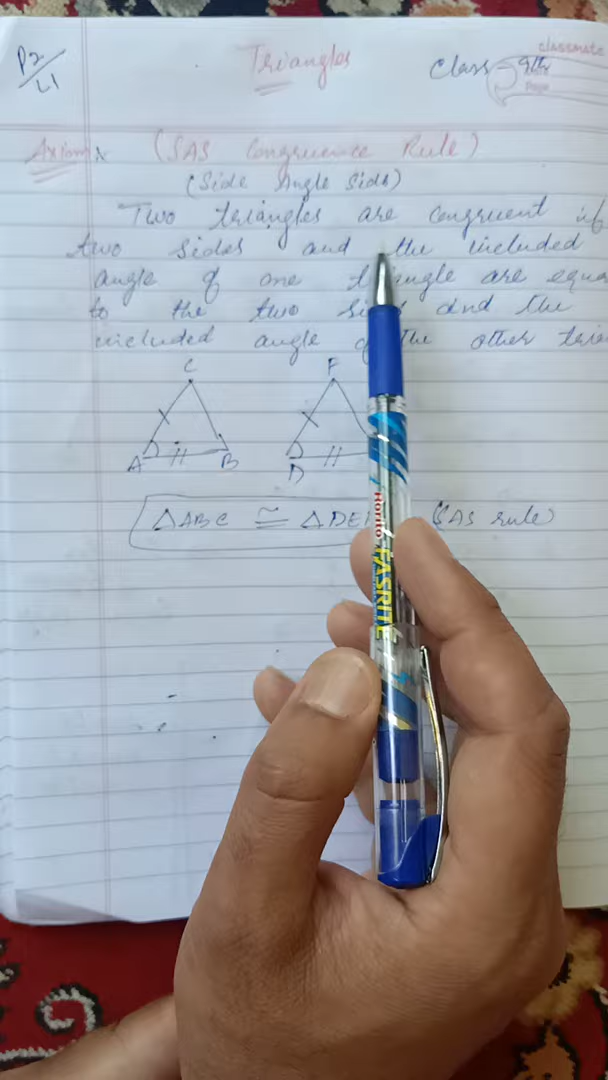 P2/L1
Triangles
Class - 9th
classmate
Page
Axiom (SAS Congruence Rule)
(Side Angle Side)
Two triangles are congruent if
two sides and the included
angle of one triangle are equa
to the two and the
included angle the other
C F
A B D
△ABC ≅ △DE (SAS rule)
Rorito FASRITE